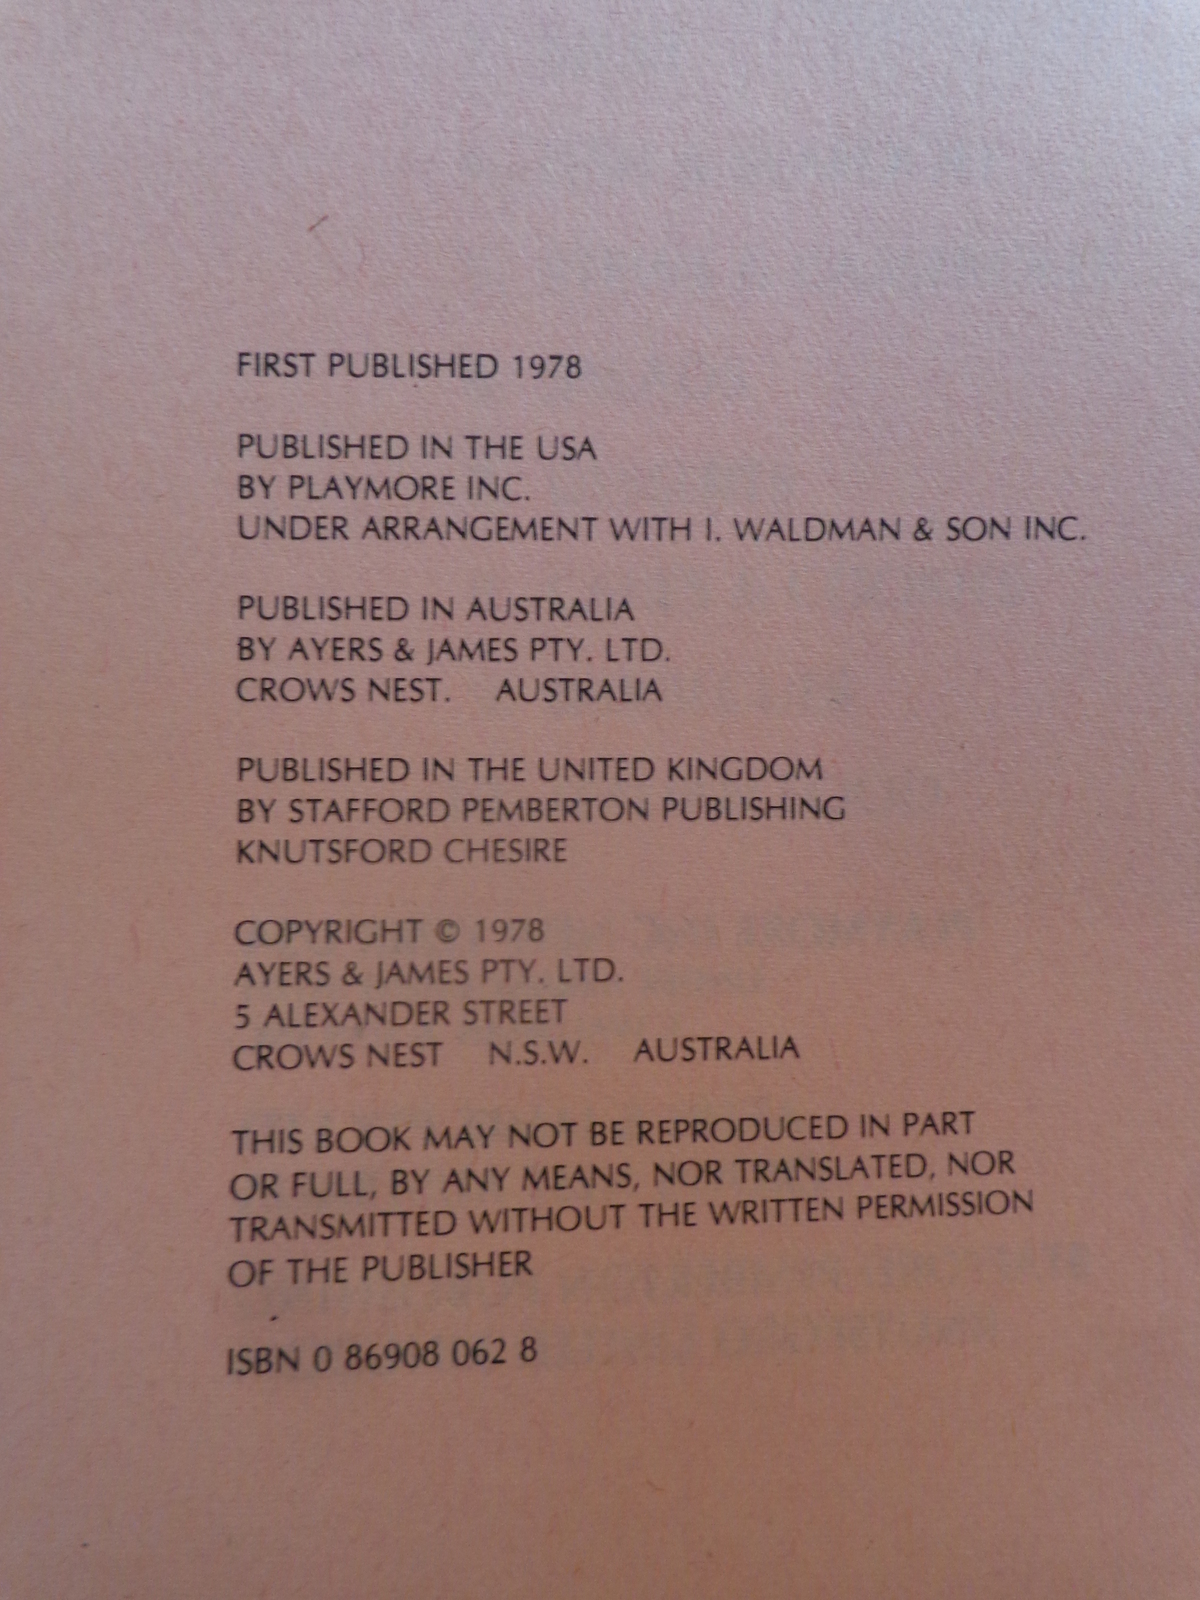 FIRST PUBLISHED 1978
PUBLISHED IN THE USA
BY PLAYMORE INC.
UNDER ARRANGEMENT WITH I. WALDMAN & SON INC.
PUBLISHED IN AUSTRALIA
BY AYERS & JAMES PTY. LTD.
CROWS NEST. AUSTRALIA
PUBLISHED IN THE UNITED KINGDOM
BY STAFFORD PEMBERTON PUBLISHING
KNUTSFORD CHESIRE
COPYRIGHT © 1978
AYERS & JAMES PTY. LTD.
5 ALEXANDER STREET
CROWS NEST N.S.W. AUSTRALIA
THIS BOOK MAY NOT BE REPRODUCED IN PART
OR FULL, BY ANY MEANS, NOR TRANSLATED, NOR
TRANSMITTED WITHOUT THE WRITTEN PERMISSION
OF THE PUBLISHER
ISBN 0 86908 062 8